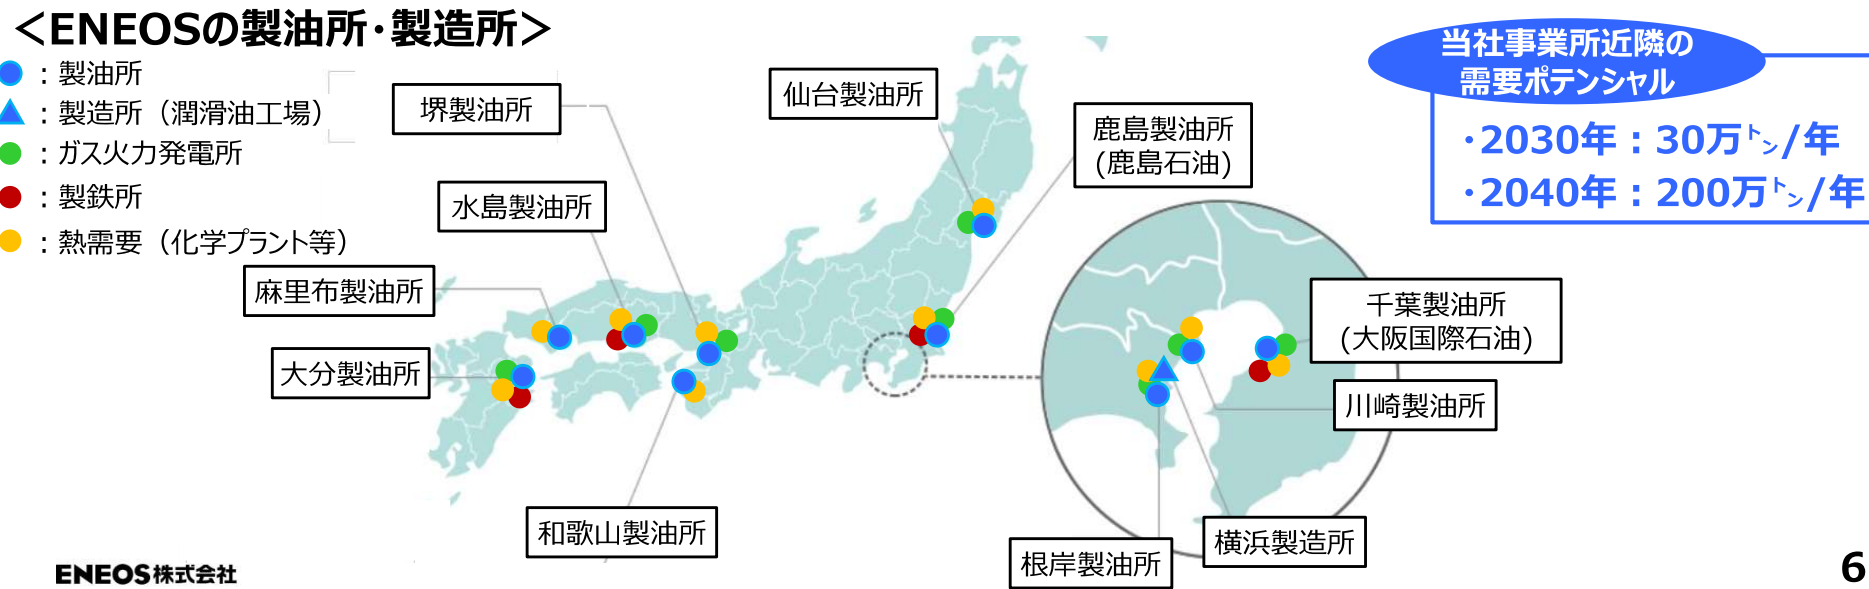 ＜ENEOSの製油所・製造所＞
：製油所
：製造所（潤滑油工場）
：ガス火力発電所
：製鉄所
：熱需要（化学プラント等）
堺製油所
仙台製油所
鹿島製油所
(鹿島石油)
水島製油所
麻里布製油所
大分製油所
和歌山製油所
千葉製油所
(大阪国際石油)
川崎製油所
横浜製造所
根岸製油所
当社事業所近隣の
需要ポテンシャル
・2030年：30万㌧/年
・2040年：200万㌧/年
ENEOS株式会社
6